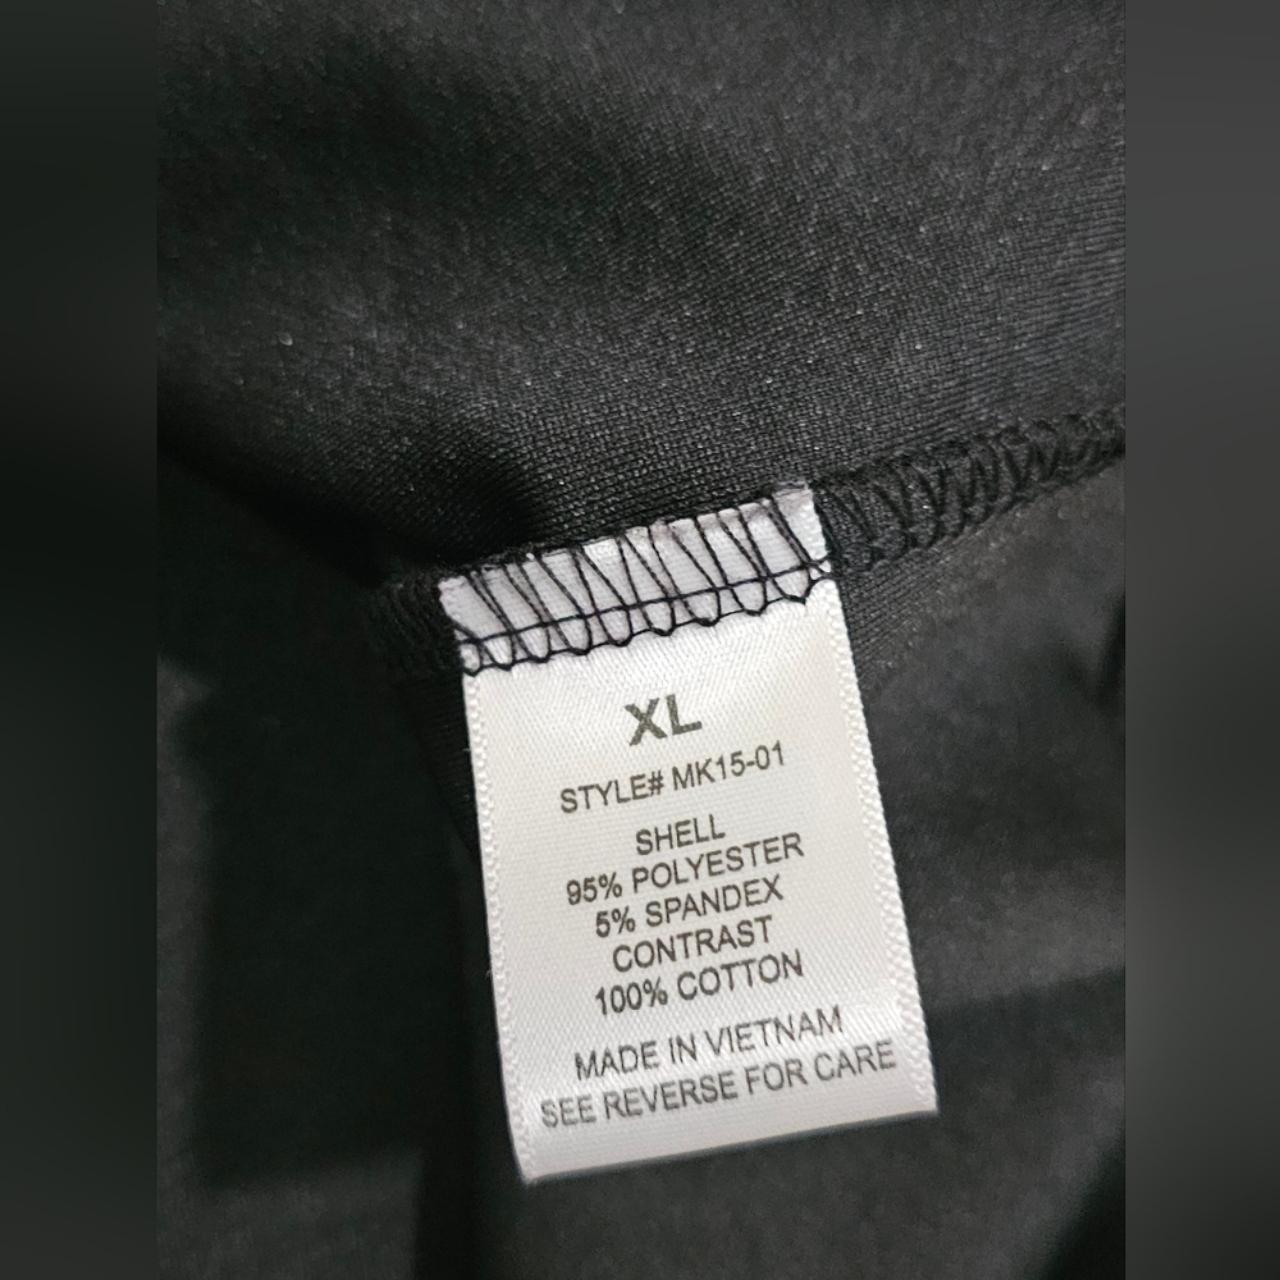 XL
STYLE# MK15-01
SHELL
95% POLYESTER
5% SPANDEX
CONTRAST
100% COTTON
MADE IN VIETNAM
SEE REVERSE FOR CARE